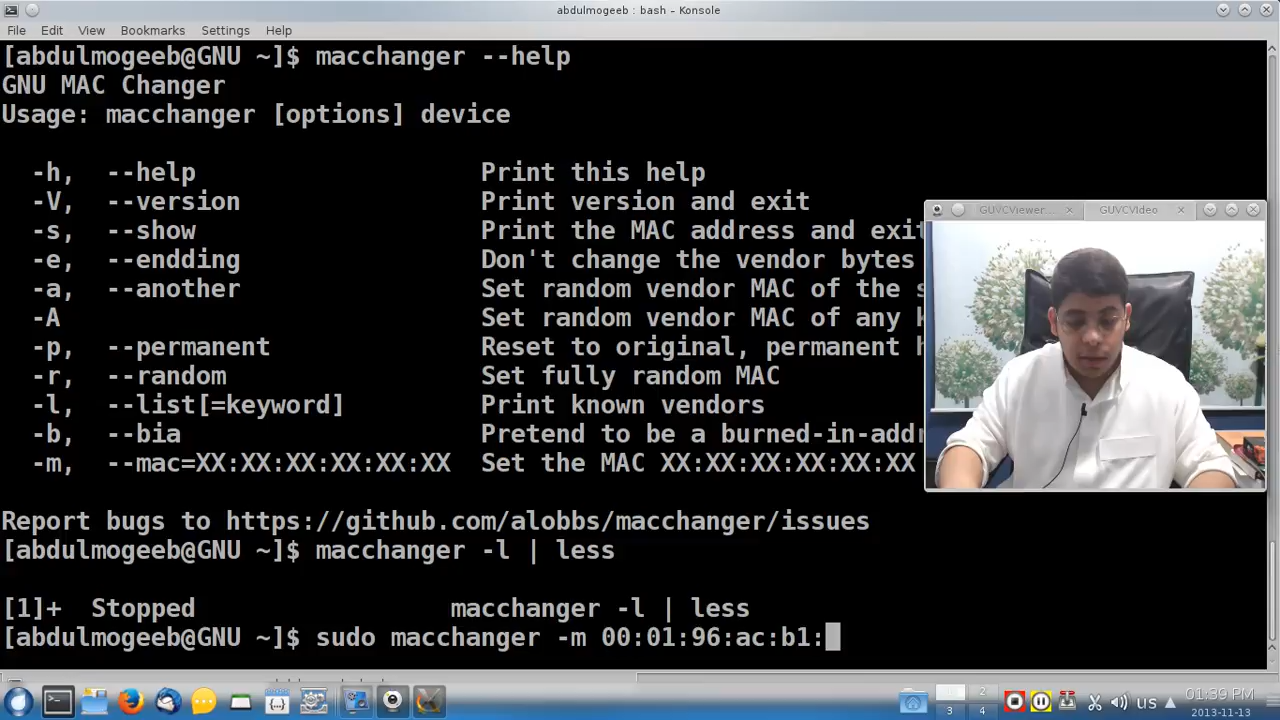 abdulmogeeb : bash – Konsole
File Edit View Bookmarks Settings Help
[abdulmogeeb@GNU ~]$ macchanger --help
GNU MAC Changer
Usage: macchanger [options] device
-h, --help Print this help
-V, --version Print version and exit
-s, --show Print the MAC address and exit
-e, --endding Don't change the vendor bytes
-a, --another Set random vendor MAC of the s
-A Set random vendor MAC of any k
-p, --permanent Reset to original, permanent h
-r, --random Set fully random MAC
-l, --list[=keyword] Print known vendors
-b, --bia Pretend to be a burned-in-addr
-m, --mac=XX:XX:XX:XX:XX:XX Set the MAC XX:XX:XX:XX:XX:XX
GUVCViewer... GUVCVideo
Report bugs to https://github.com/alobbs/macchanger/issues
[abdulmogeeb@GNU ~]$ macchanger -l | less
[1]+ Stopped macchanger -l | less
[abdulmogeeb@GNU ~]$ sudo macchanger -m 00:01:96:ac:b1:
2
3 4
us
01:39 PM
2013-11-13